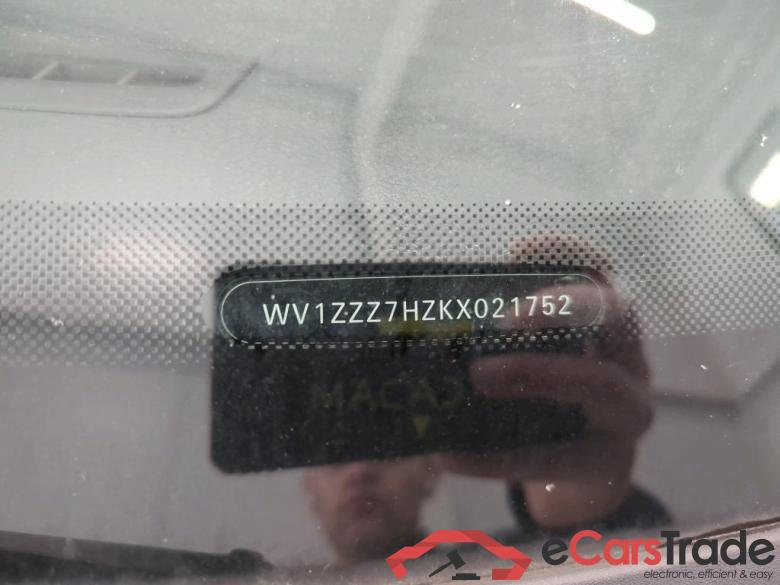 WV1ZZZ7HZKX021752
eCarsTrade
electronic, efficient & easy